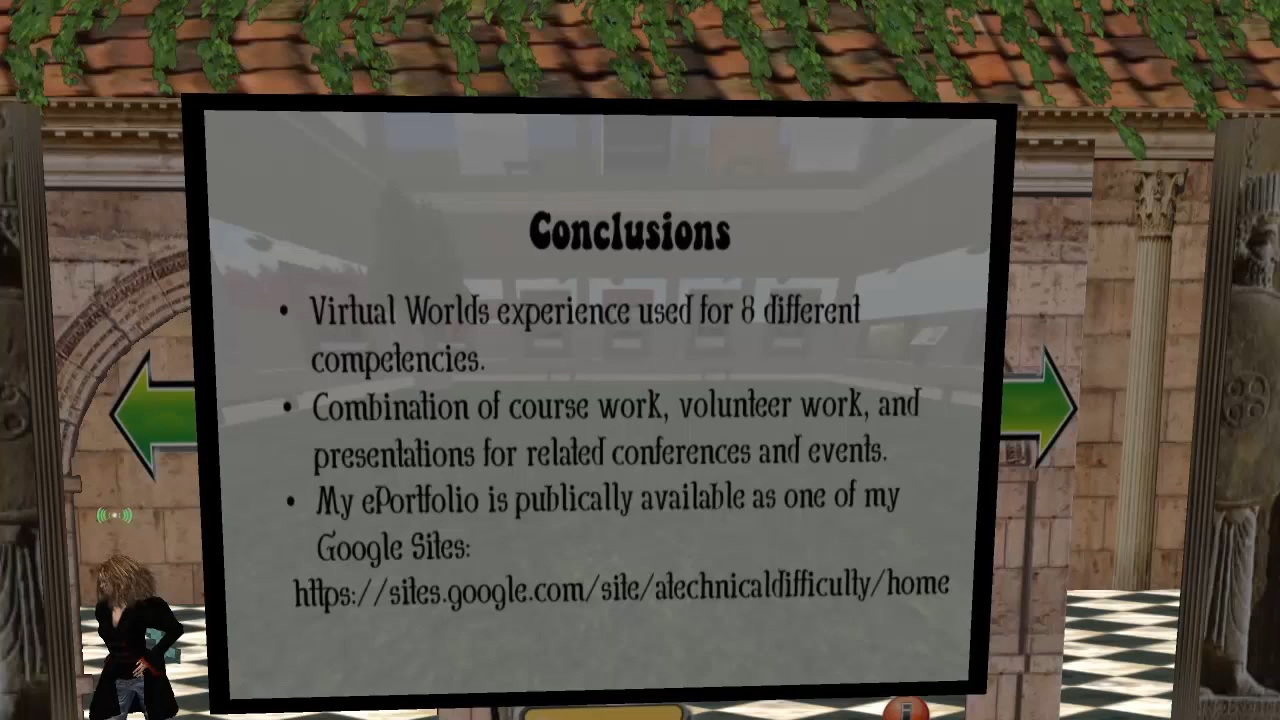 Conclusions
• Virtual Worlds experience used for 8 different
competencies.
• Combination of course work, volunteer work, and
presentations for related conferences and events.
• My ePortfolio is publically available as one of my
Google Sites:
https://sites.google.com/site/atechnicaldifficulty/home